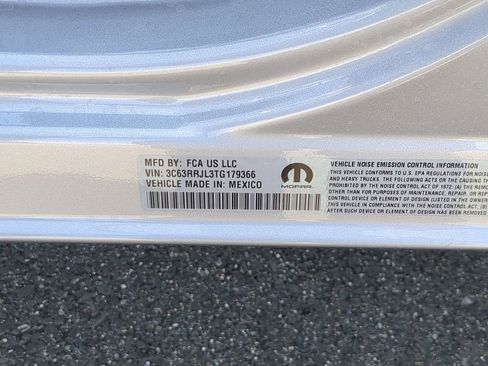 MFD BY: FCA US LLC
VIN: 3C63RRJL3TG179366
VEHICLE MADE IN: MEXICO
MOPAR
VEHICLE NOISE EMISSION CONTROL INFORMATION
THIS VEHICLE CONFORMS TO U.S. EPA REGULATIONS FOR NOISE
HEAVY TRUCKS. THE FOLLOWING ACTS OR THE CAUSING THE
PROHIBITED BY THE NOISE CONTROL ACT OF 1972: (A) THE REM
OTHER THAN FOR PURPOSES OF MAINTENANCE, REPAIR, OR REP
CONTROL DEVICE OR ELEMENT OF DESIGN (LISTED IN THE OWNER
THIS VEHICLE IN COMPLIANCE WITH THE NOISE CONTROL ACT, (
AFTER SUCH DEVICE OR ELEMENT OF DESIGN HAS BEEN